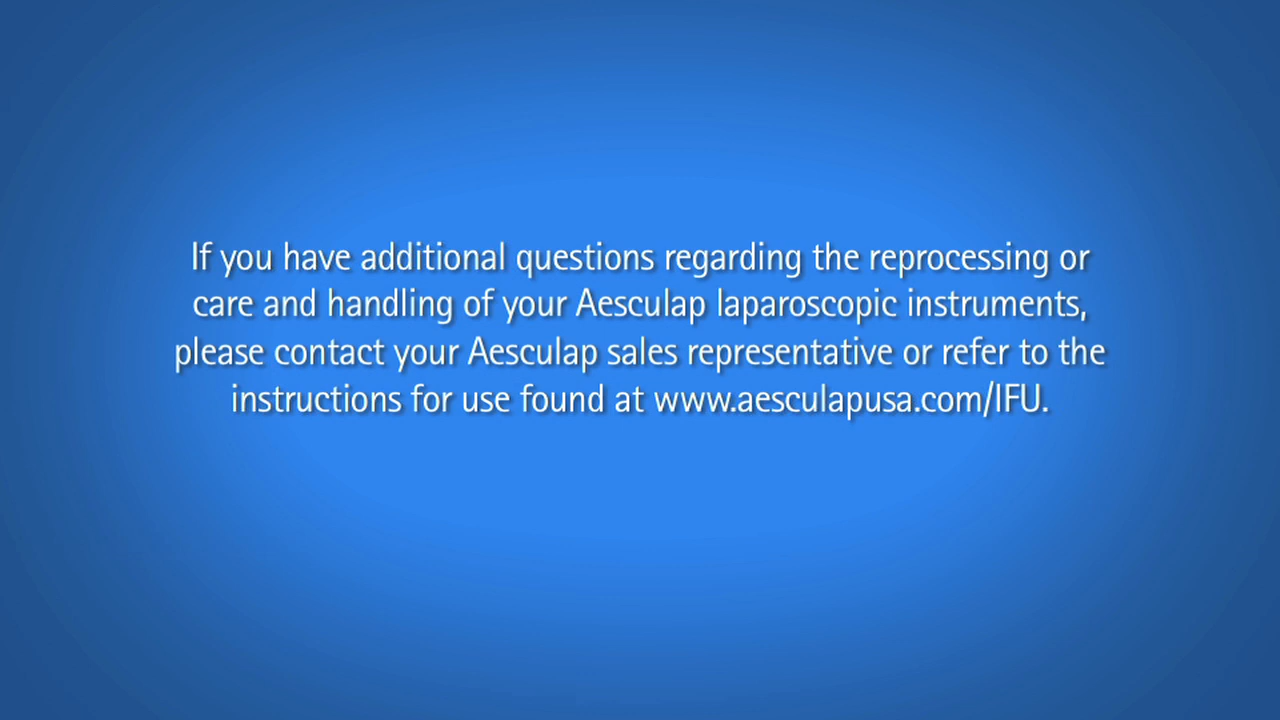 If you have additional questions regarding the reprocessing or
care and handling of your Aesculap laparoscopic instruments,
please contact your Aesculap sales representative or refer to the
instructions for use found at www.aesculapusa.com/IFU.